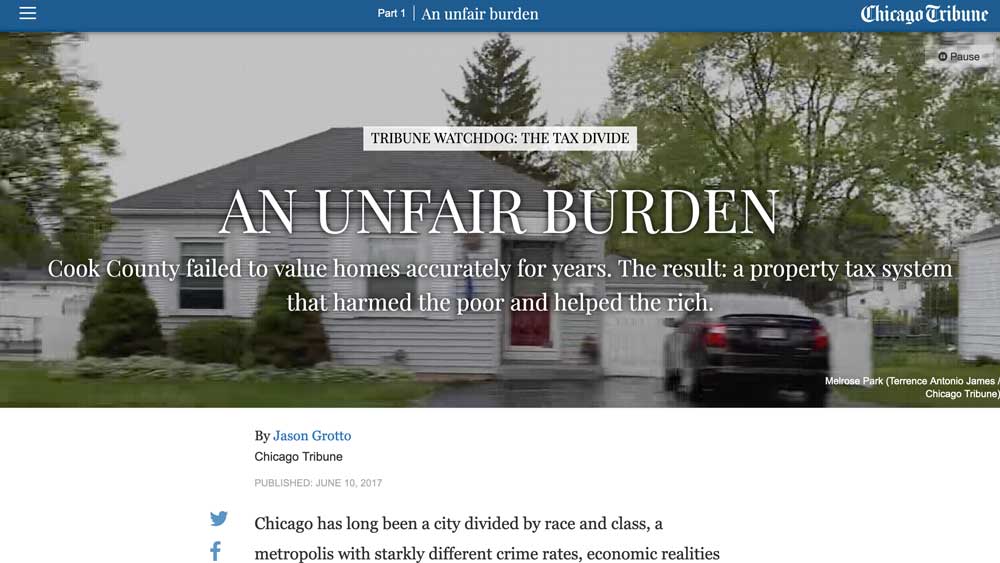 Part 1 | An unfair burden
Chicago Tribune
Pause
TRIBUNE WATCHDOG: THE TAX DIVIDE
AN UNFAIR BURDEN
Cook County failed to value homes accurately for years. The result: a property tax system
that harmed the poor and helped the rich.
Melrose Park (Terrence Antonio James /
Chicago Tribune)
By Jason Grotto
Chicago Tribune
PUBLISHED: JUNE 10, 2017
Chicago has long been a city divided by race and class, a
metropolis with starkly different crime rates, economic realities